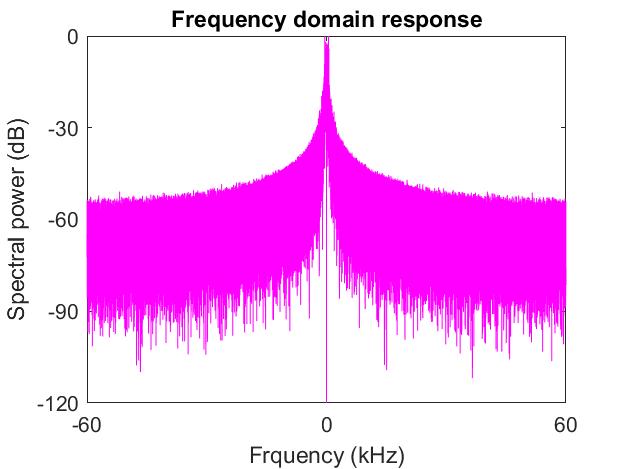 Frequency domain response
Spectral power (dB)
0
-30
-60
-90
-120
-60
0
60
Frquency (kHz)